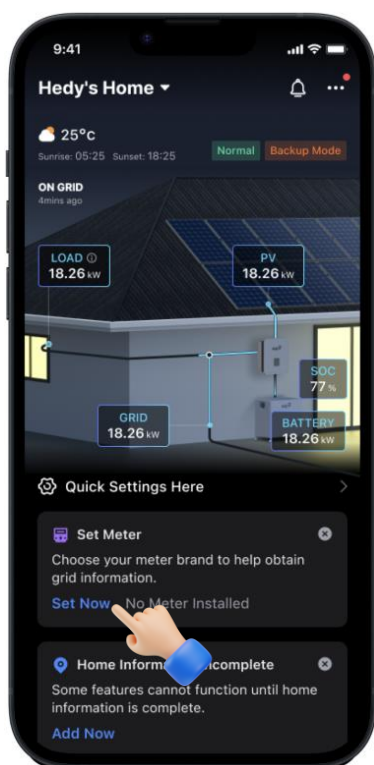 9:41
Hedy's Home
25°c
Sunrise: 05:25 Sunset: 18:25
Normal Backup Mode
ON GRID
4mins ago
LOAD
18.26 kW
PV
18.26 kW
SOC
77 %
GRID
18.26 kW
BATTERY
18.26 kW
Quick Settings Here
Set Meter
Choose your meter brand to help obtain
grid information.
Set Now No Meter Installed
Home Informa complete
Some features cannot function until home
information is complete.
Add Now